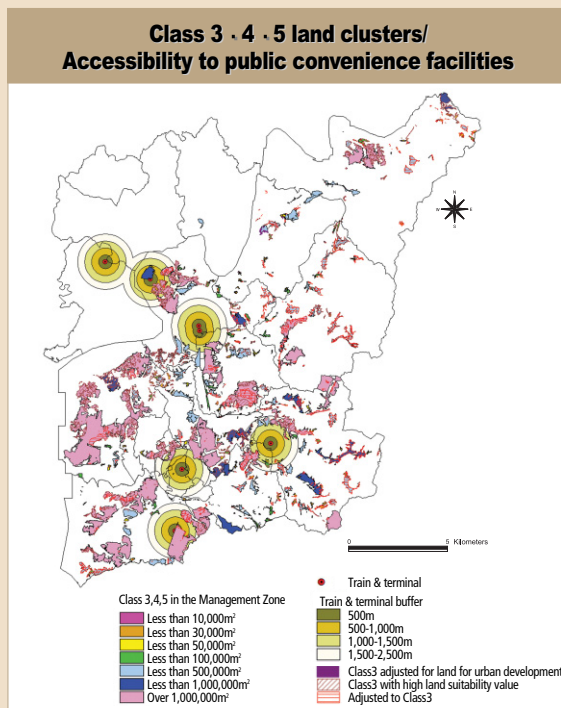 Class 3 · 4 · 5 land clusters/
Accessibility to public convenience facilities
N
W E
S
0 5 Kilometers
Train & terminal
Class 3,4,5 in the Management Zone
Less than 10,000m²
Less than 30,000m²
Less than 50,000m²
Less than 100,000m²
Less than 500,000m²
Less than 1,000,000m²
Over 1,000,000m²
Train & terminal buffer
500m
500-1,000m
1,000-1,500m
1,500-2,500m
Class3 adjusted for land for urban development
Class3 with high land suitability value
Adjusted to Class3